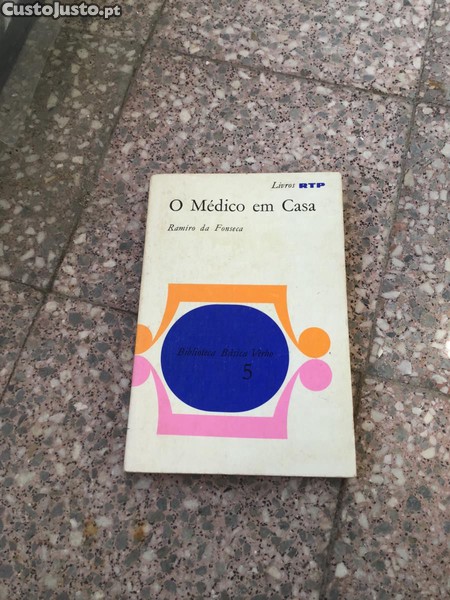 CustoJusto.pt
Livros RTP
O Médico em Casa
Ramiro da Fonseca
Biblioteca Básica Verbo
5